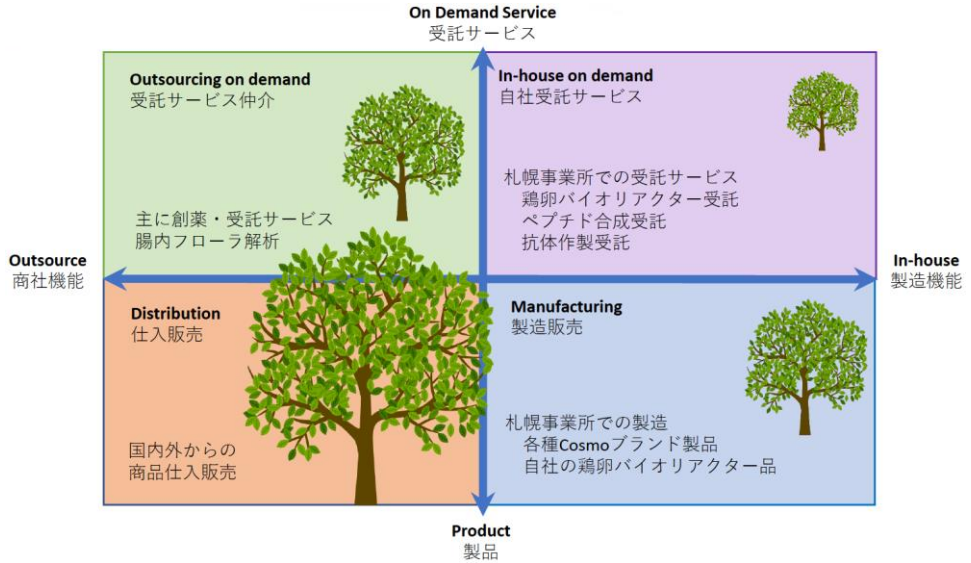 On Demand Service
受託サービス
Outsourcing on demand
受託サービス仲介
主に創薬・受託サービス
腸内フローラ解析
In-house on demand
自社受託サービス
札幌事業所での受託サービス
鶏卵バイオリアクター受託
ペプチド合成受託
抗体作製受託
Outsource
商社機能
In-house
製造機能
Distribution
仕入販売
国内外からの
商品仕入販売
Manufacturing
製造販売
札幌事業所での製造
各種Cosmoブランド製品
自社の鶏卵バイオリアクター品
Product
製品